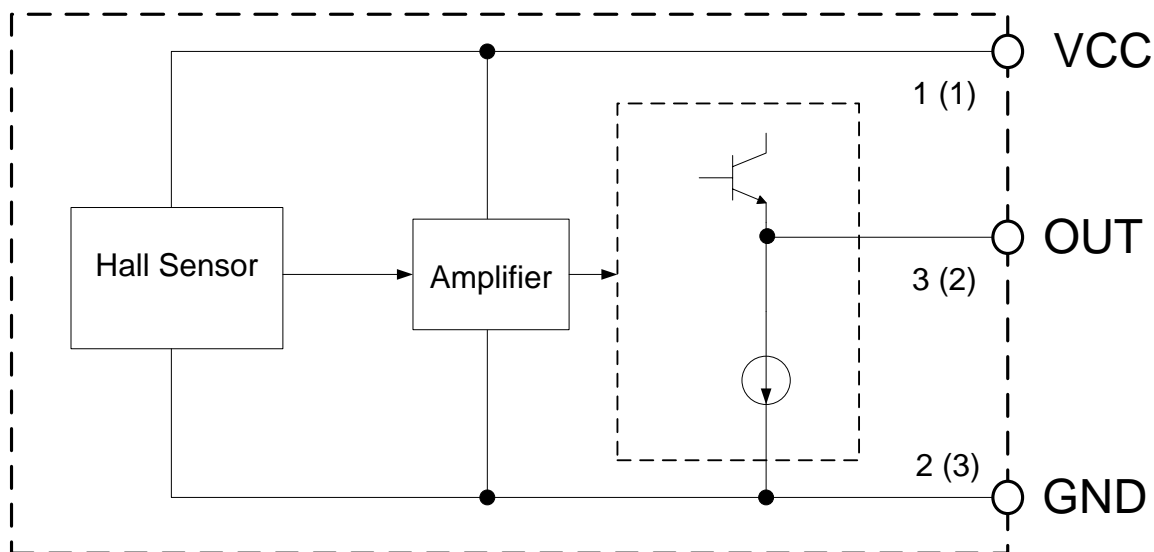 VCC
1 (1)
Hall Sensor
Amplifier
OUT
3 (2)
2 (3)
GND